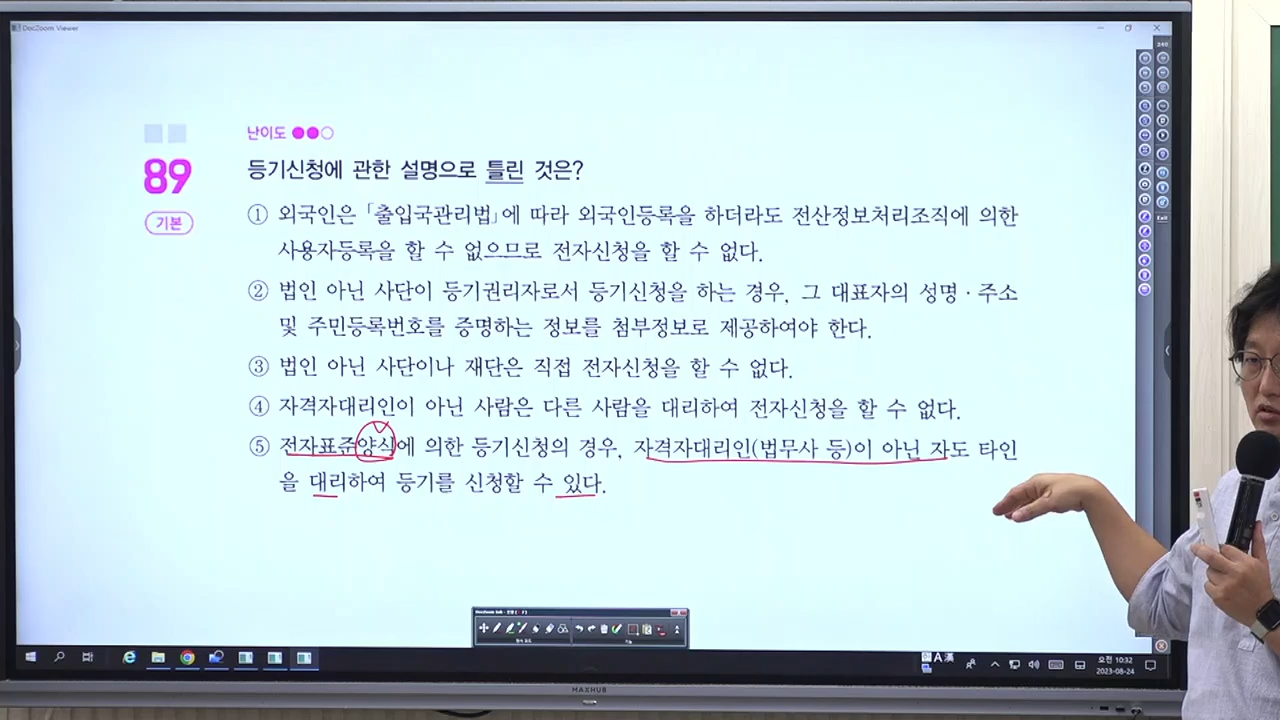 DocZoom Viewer
난이도
89
등기신청에 관한 설명으로 틀린 것은?
기본
① 외국인은 「출입국관리법」에 따라 외국인등록을 하더라도 전산정보처리조직에 의한
사용자등록을 할 수 없으므로 전자신청을 할 수 없다.
② 법인 아닌 사단이 등기권리자로서 등기신청을 하는 경우, 그 대표자의 성명·주소
및 주민등록번호를 증명하는 정보를 첨부정보로 제공하여야 한다.
③ 법인 아닌 사단이나 재단은 직접 전자신청을 할 수 없다.
④ 자격자대리인이 아닌 사람은 다른 사람을 대리하여 전자신청을 할 수 없다.
⑤ 전자표준양식에 의한 등기신청의 경우, 자격자대리인(법무사 등)이 아닌 자도 타인
을 대리하여 등기를 신청할 수 있다.
A 漢
오전 10:32
2023-08-24
MAXHUB